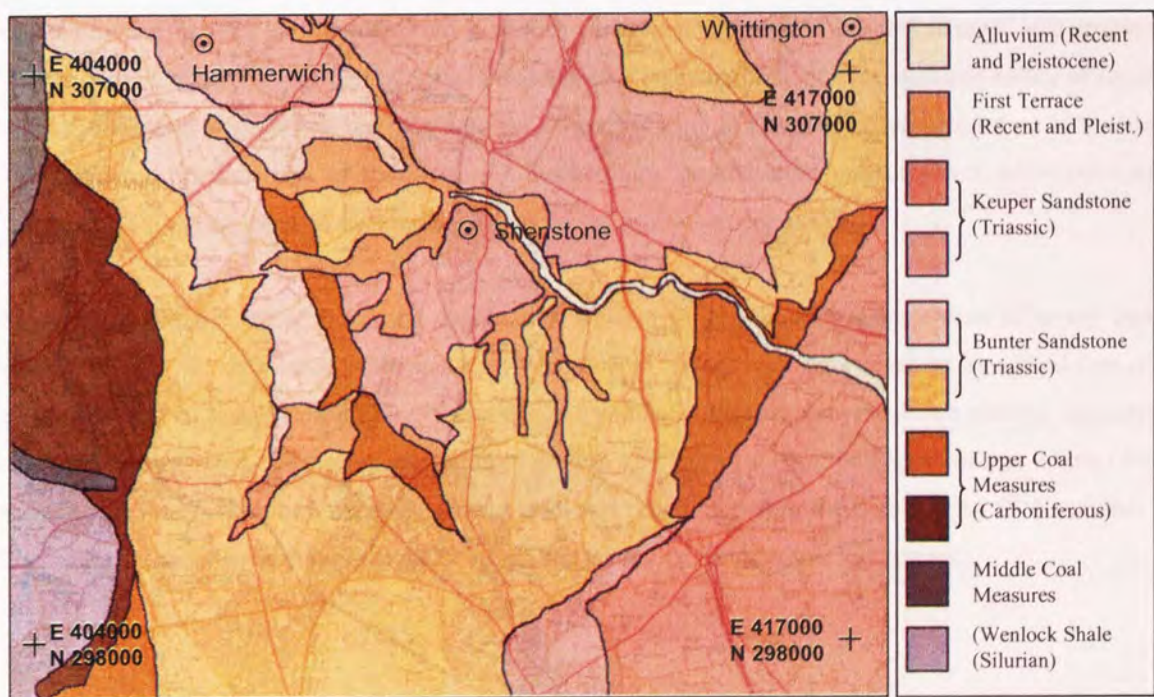 Whittington
Hammerwich
E 404000
N 307000
E 417000
N 307000
Shenstone
E 404000
N 298000
E 417000
N 298000
Alluvium (Recent
and Pleistocene)
First Terrace
(Recent and Pleist.)
Keuper Sandstone
(Triassic)
Bunter Sandstone
(Triassic)
Upper Coal
Measures
(Carboniferous)
Middle Coal
Measures
(Wenlock Shale
(Silurian)